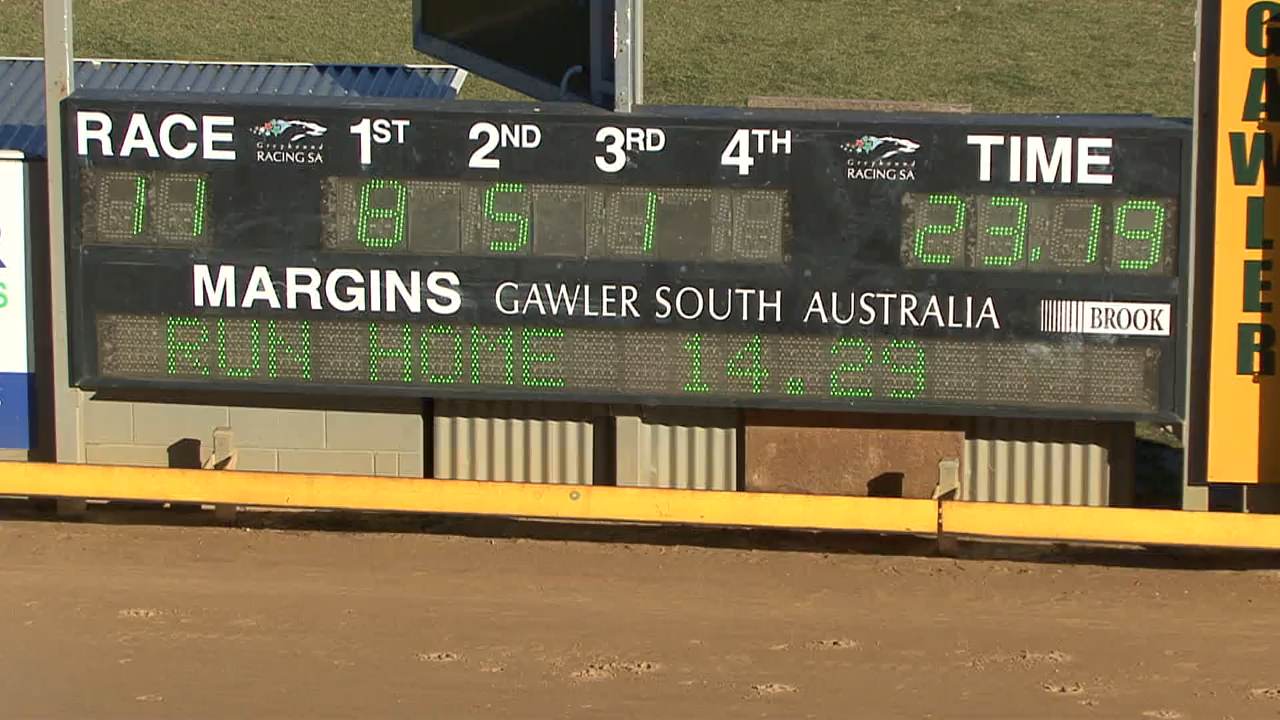 RACE
Greyhound
RACING SA
1ST 2ND 3RD 4TH
Greyhound
RACING SA
TIME
11 8 5 1 23.19
MARGINS GAWLER SOUTH AUSTRALIA BROOK
RUN HOME 14.29
GAWLER